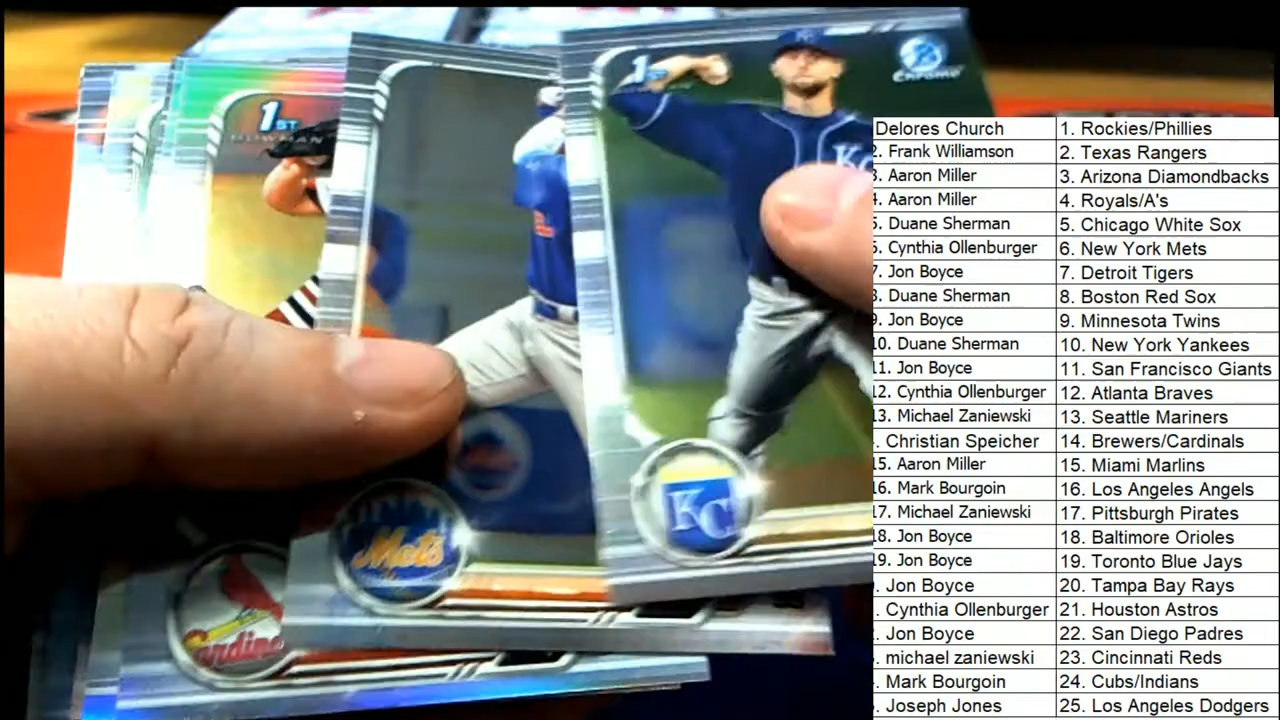 1ST
Chrome
KC
1ST
BOWMAN
KC
Mets
Cardinals
Delores Church 1. Rockies/Phillies
2. Frank Williamson 2. Texas Rangers
3. Aaron Miller 3. Arizona Diamondbacks
4. Aaron Miller 4. Royals/A's
5. Duane Sherman 5. Chicago White Sox
6. Cynthia Ollenburger 6. New York Mets
7. Jon Boyce 7. Detroit Tigers
8. Duane Sherman 8. Boston Red Sox
9. Jon Boyce 9. Minnesota Twins
10. Duane Sherman 10. New York Yankees
11. Jon Boyce 11. San Francisco Giants
12. Cynthia Ollenburger 12. Atlanta Braves
13. Michael Zaniewski 13. Seattle Mariners
. Christian Speicher 14. Brewers/Cardinals
15. Aaron Miller 15. Miami Marlins
16. Mark Bourgoin 16. Los Angeles Angels
17. Michael Zaniewski 17. Pittsburgh Pirates
18. Jon Boyce 18. Baltimore Orioles
19. Jon Boyce 19. Toronto Blue Jays
. Jon Boyce 20. Tampa Bay Rays
. Cynthia Ollenburger 21. Houston Astros
. Jon Boyce 22. San Diego Padres
. michael zaniewski 23. Cincinnati Reds
. Mark Bourgoin 24. Cubs/Indians
. Joseph Jones 25. Los Angeles Dodgers